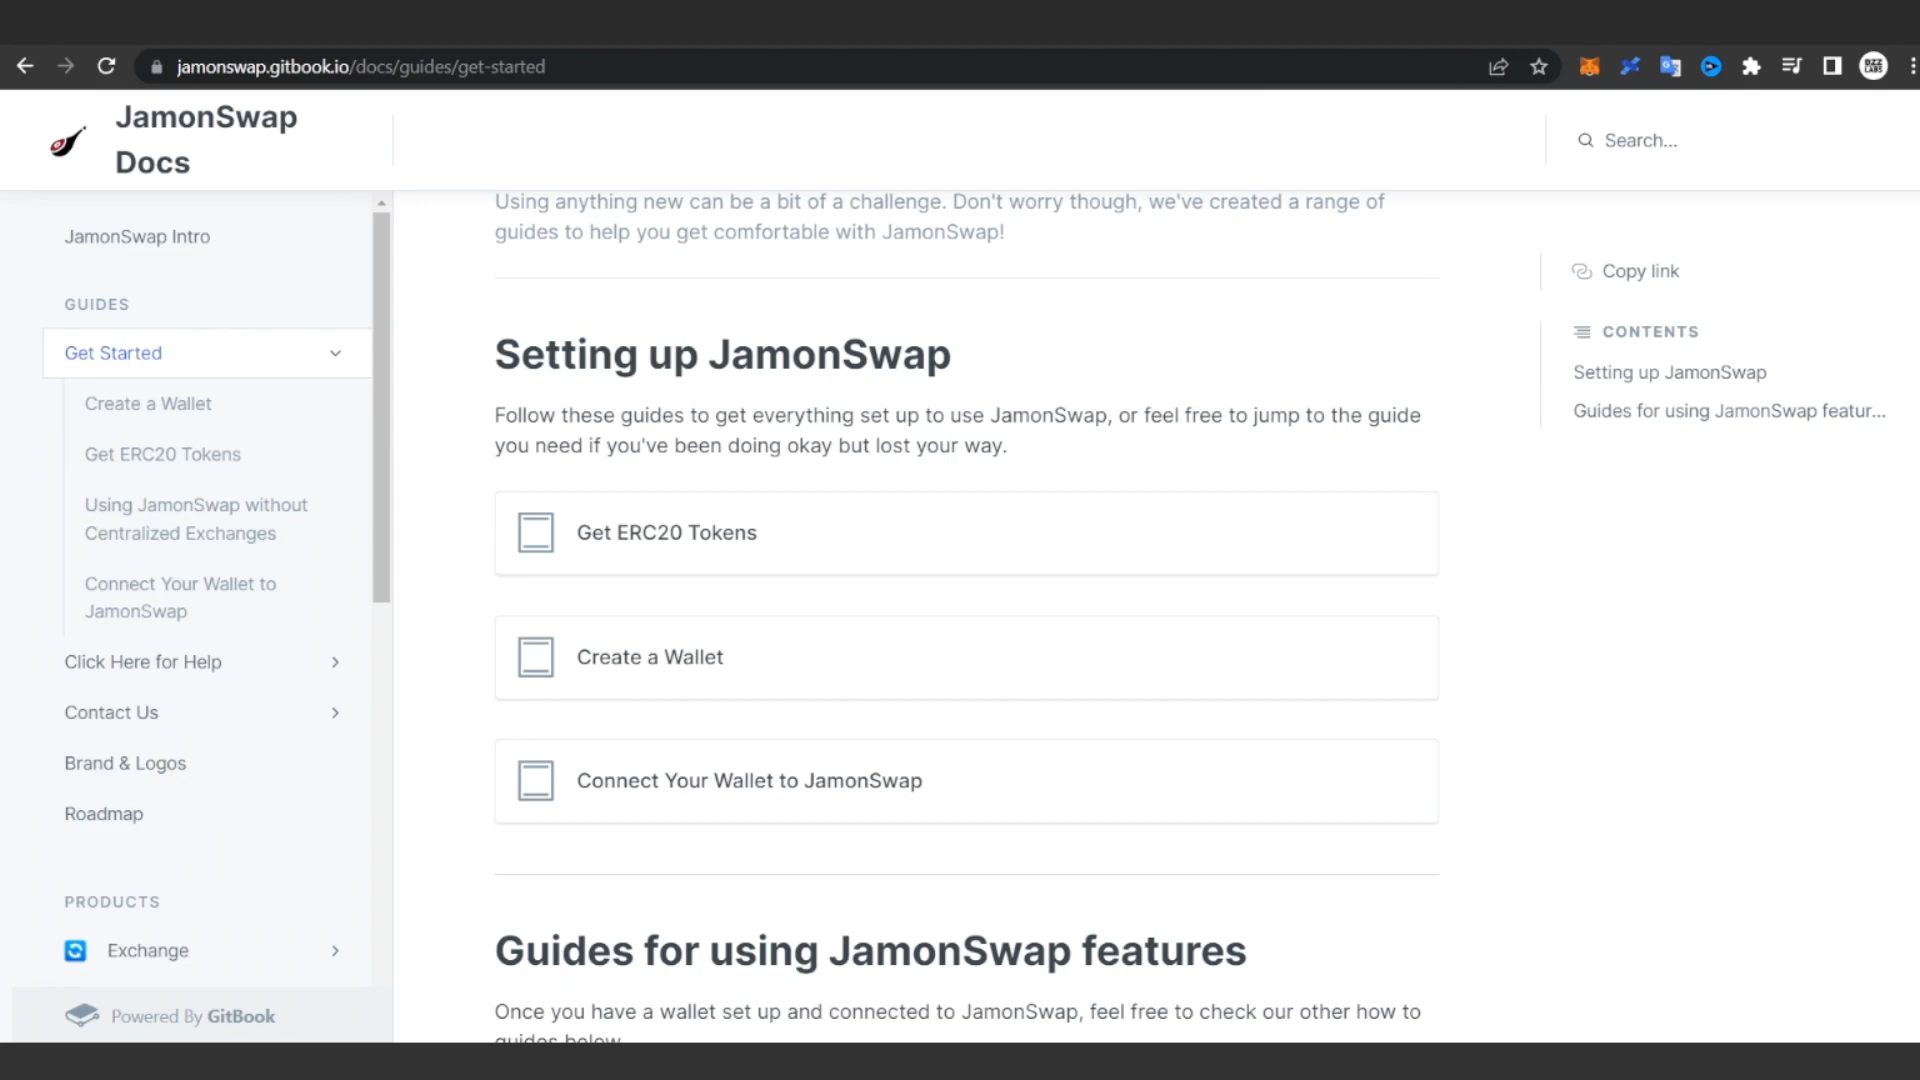 jamonswap.gitbook.io/docs/guides/get-started
BZZ
LABS
JamonSwap
Docs
Search...
JamonSwap Intro
GUIDES
Get Started
Create a Wallet
Get ERC20 Tokens
Using JamonSwap without
Centralized Exchanges
Connect Your Wallet to
JamonSwap
Click Here for Help
Contact Us
Brand & Logos
Roadmap
PRODUCTS
Exchange
Powered By GitBook
Using anything new can be a bit of a challenge. Don't worry though, we've created a range of
guides to help you get comfortable with JamonSwap!
Setting up JamonSwap
Follow these guides to get everything set up to use JamonSwap, or feel free to jump to the guide
you need if you've been doing okay but lost your way.
Get ERC20 Tokens
Create a Wallet
Connect Your Wallet to JamonSwap
Guides for using JamonSwap features
Once you have a wallet set up and connected to JamonSwap, feel free to check our other how to
guides below
Copy link
CONTENTS
Setting up JamonSwap
Guides for using JamonSwap featur...